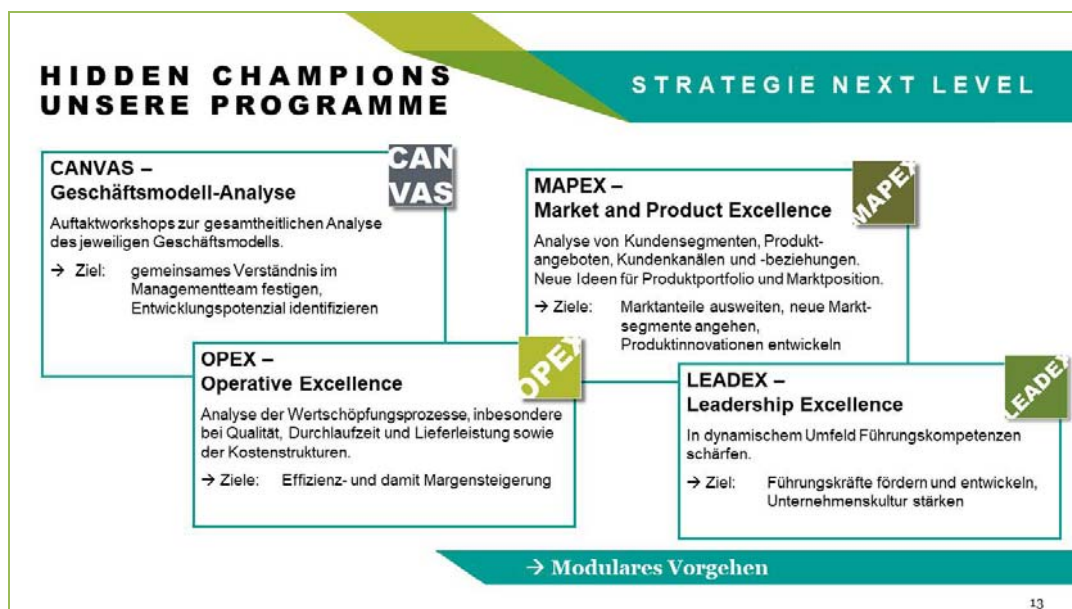 HIDDEN CHAMPIONS
UNSERE PROGRAMME
STRATEGIE NEXT LEVEL
CANVAS –
Geschäftsmodell-Analyse
CAN
VAS
Auftaktworkshops zur gesamtheitlichen Analyse
des jeweiligen Geschäftsmodells.
→ Ziel: gemeinsames Verständnis im
Managementteam festigen,
Entwicklungspotenzial identifizieren
MAPEX –
Market and Product Excellence
MAPEX
Analyse von Kundensegmenten, Produkt-
angeboten, Kundenkanälen und -beziehungen.
Neue Ideen für Produktportfolio und Marktposition.
→ Ziele: Marktanteile ausweiten, neue Markt-
segmente angehen,
Produktinnovationen entwickeln
OPEX –
Operative Excellence
OPEX
Analyse der Wertschöpfungsprozesse, inbesondere
bei Qualität, Durchlaufzeit und Lieferleistung sowie
der Kostenstrukturen.
→ Ziele: Effizienz- und damit Margensteigerung
LEADEX –
Leadership Excellence
LEADEX
In dynamischem Umfeld Führungskompetenzen
schärfen.
→ Ziel: Führungskräfte fördern und entwickeln,
Unternehmenskultur stärken
→ Modulares Vorgehen
13